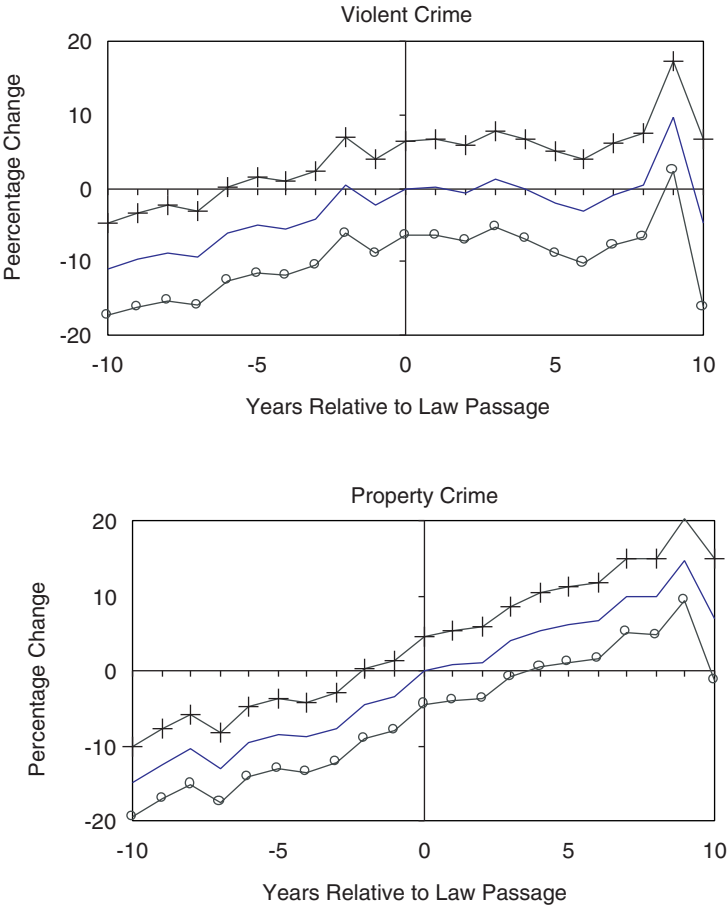 Violent Crime
20
10
0
-10
-20
Peercentage Change
-10 -5 0 5 10
Years Relative to Law Passage
Property Crime
20
10
0
-10
-20
Percentage Change
-10 -5 0 5 10
Years Relative to Law Passage